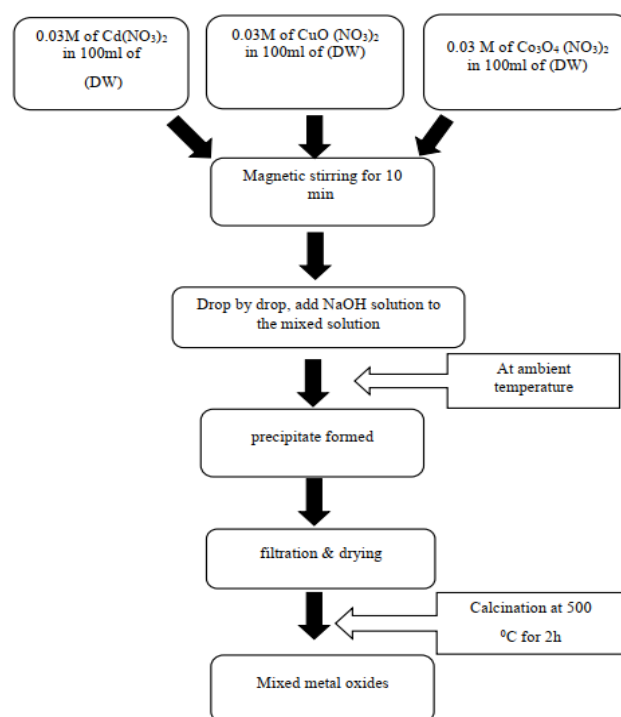 0.03M of Cd(NO₃)₂
in 100ml of
(DW)
0.03M of CuO (NO₃)₂
in 100ml of (DW)
0.03 M of Co₃O₄ (NO₃)₂
in 100ml of (DW)
Magnetic stirring for 10
min
Drop by drop, add NaOH solution to
the mixed solution
At ambient
temperature
precipitate formed
filtration & drying
Calcination at 500
⁰C for 2h
Mixed metal oxides